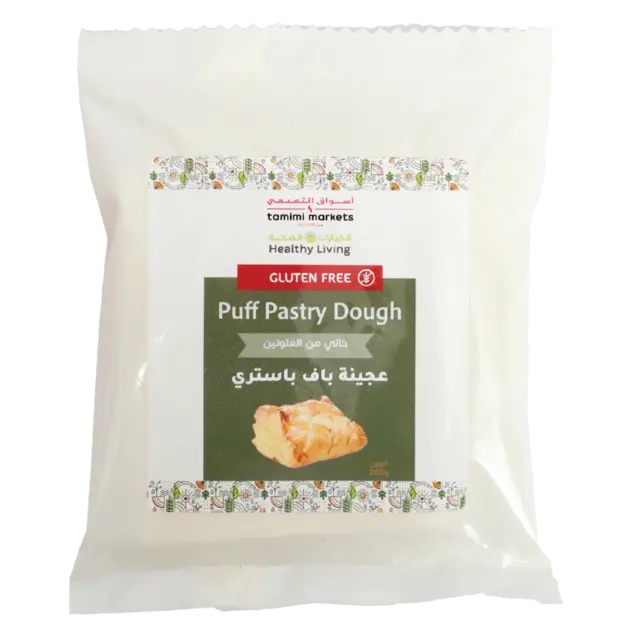 أسواق التميمي
tamimi markets
الخيارات الصحية
Healthy Living
GLUTEN FREE
Puff Pastry Dough
خالي من الغلوتين
عجينة باف باستري
200g